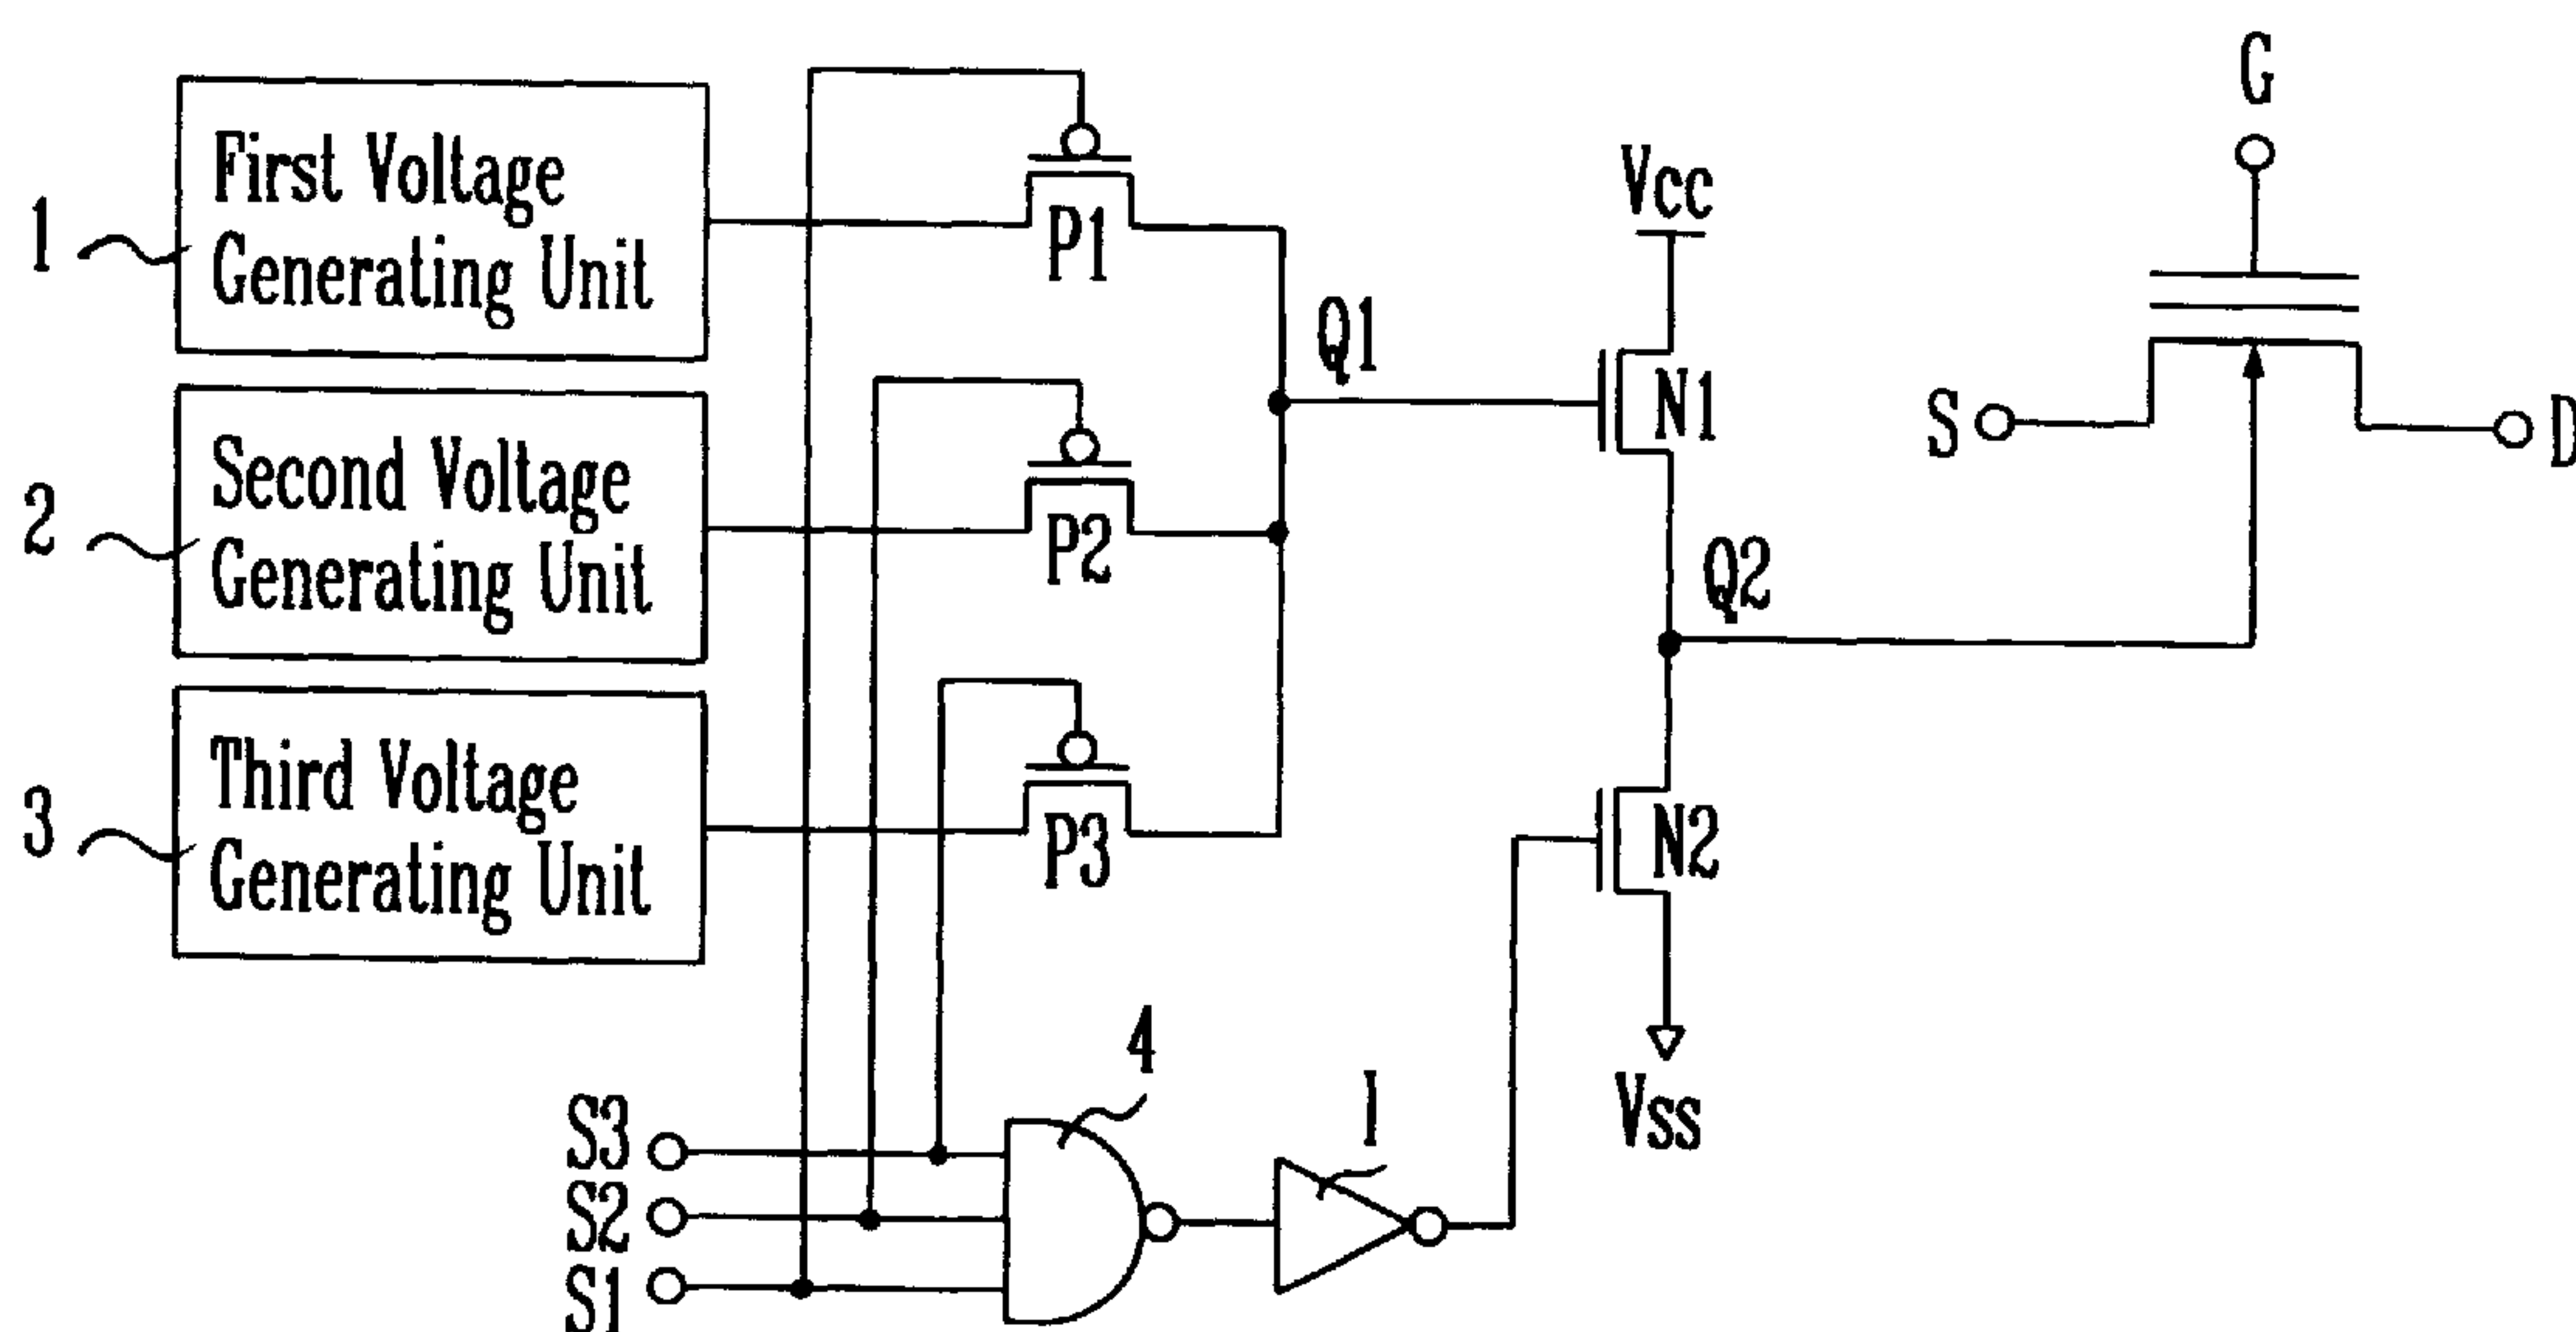 1
First Voltage
Generating Unit
P1
2
Second Voltage
Generating Unit
P2
3
Third Voltage
Generating Unit
P3
Q1
Vcc
N1
Q2
N2
Vss
G
S
D
S3
S2
S1
4
I